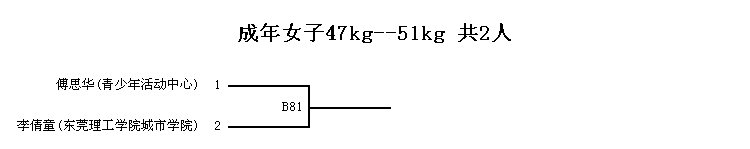 成年女子47kg--51kg 共2人
傅思华(青少年活动中心) 1
B81
李倩童(东莞理工学院城市学院) 2